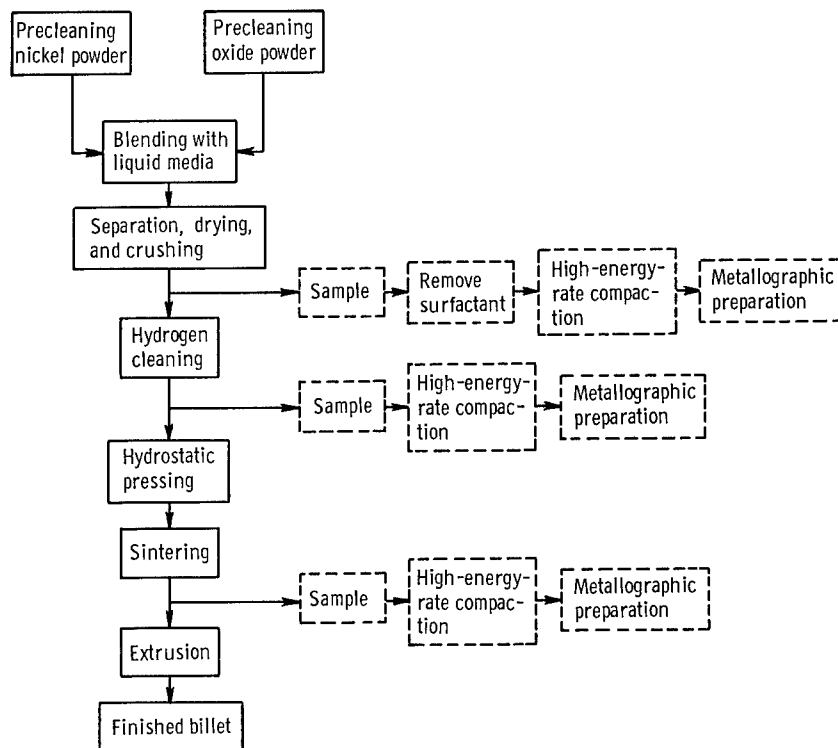 Precleaning
nickel powder
Precleaning
oxide powder
Blending with
liquid media
Separation, drying,
and crushing
Sample
Remove
surfactant
High-energy-
rate compac-
tion
Metallographic
preparation
Hydrogen
cleaning
Sample
High-energy-
rate compac-
tion
Metallographic
preparation
Hydrostatic
pressing
Sintering
Sample
High-energy-
rate compac-
tion
Metallographic
preparation
Extrusion
Finished billet